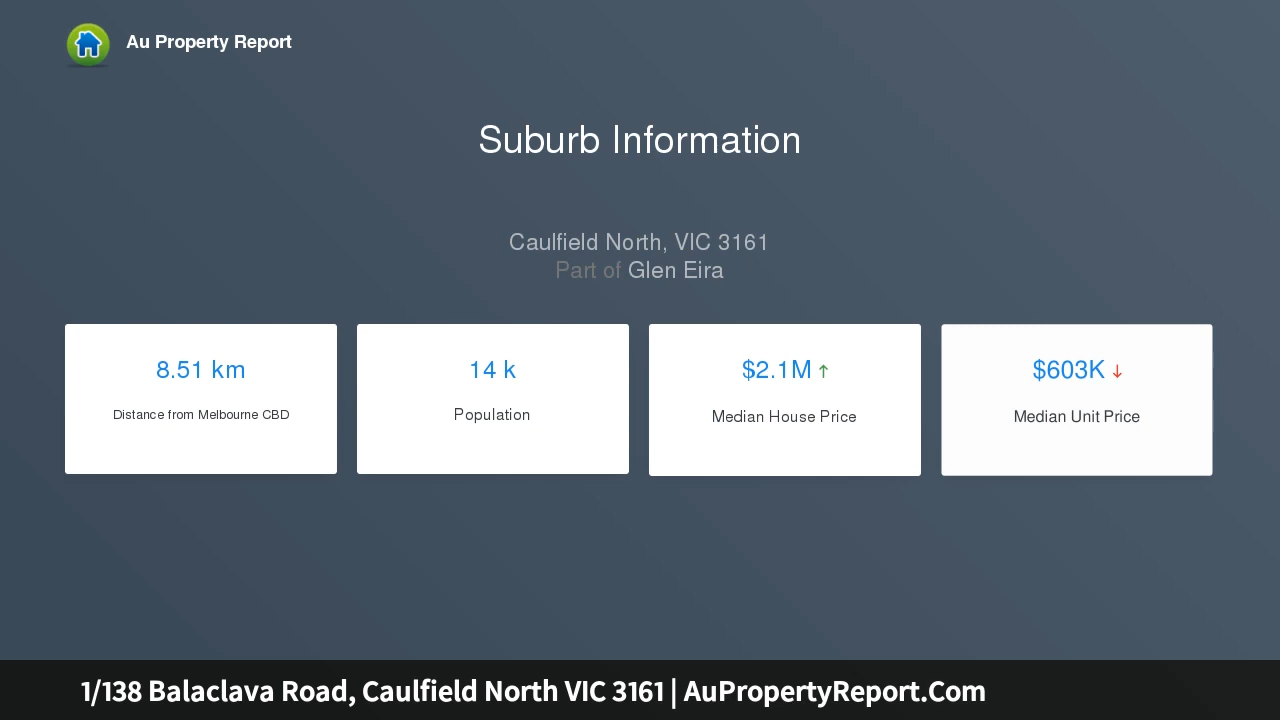 Au Property Report
Suburb Information
Caulfield North, VIC 3161
Part of Glen Eira
8.51 km
Distance from Melbourne CBD
14 k
Population
$2.1M ↑
Median House Price
$603K ↓
Median Unit Price
1/138 Balaclava Road, Caulfield North VIC 3161 | AuPropertyReport.Com